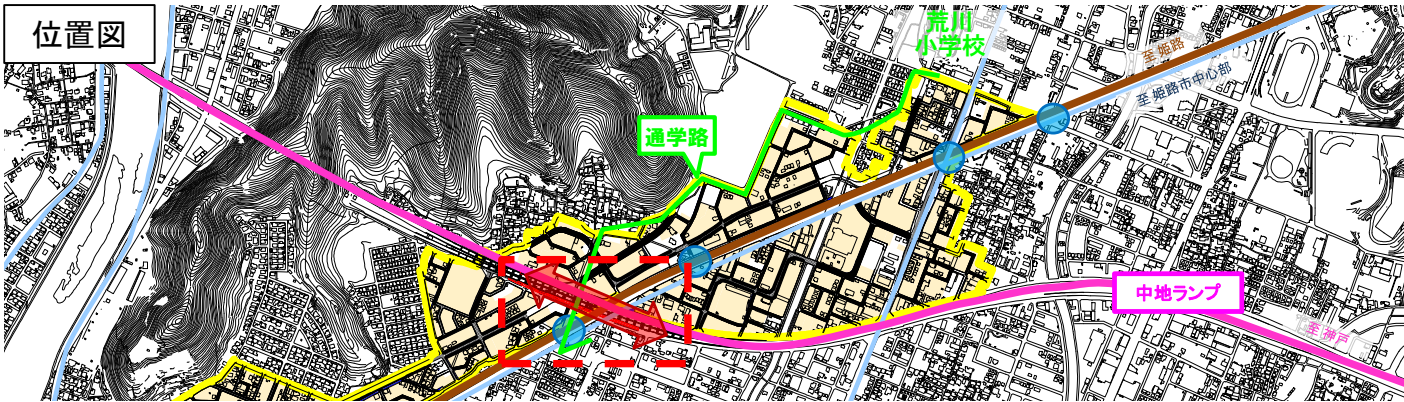 位置図
荒川
小学校
至姫路
至姫路市中心部
通学路
中地ランプ
至神戸